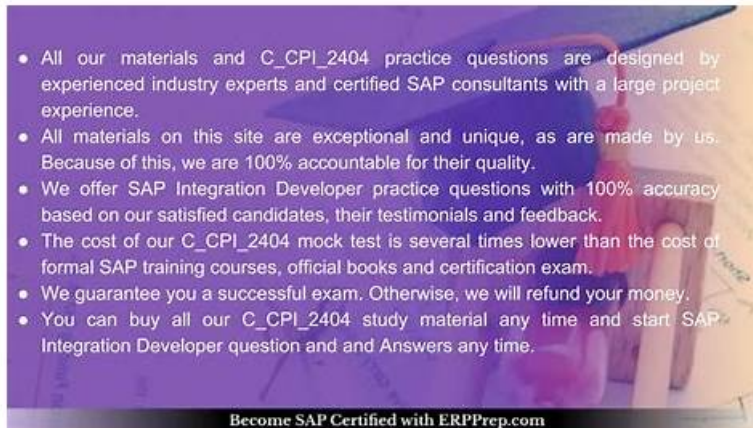 • All our materials and C_CPI_2404 practice questions are designed by
experienced industry experts and certified SAP consultants with a large project
experience.
• All materials on this site are exceptional and unique, as are made by us.
Because of this, we are 100% accountable for their quality.
• We offer SAP Integration Developer practice questions with 100% accuracy
based on our satisfied candidates, their testimonials and feedback.
• The cost of our C_CPI_2404 mock test is several times lower than the cost of
formal SAP training courses, official books and certification exam.
• We guarantee you a successful exam. Otherwise, we will refund your money.
• You can buy all our C_CPI_2404 study material any time and start SAP
Integration Developer question and and Answers any time.
Become SAP Certified with ERPPrep.com